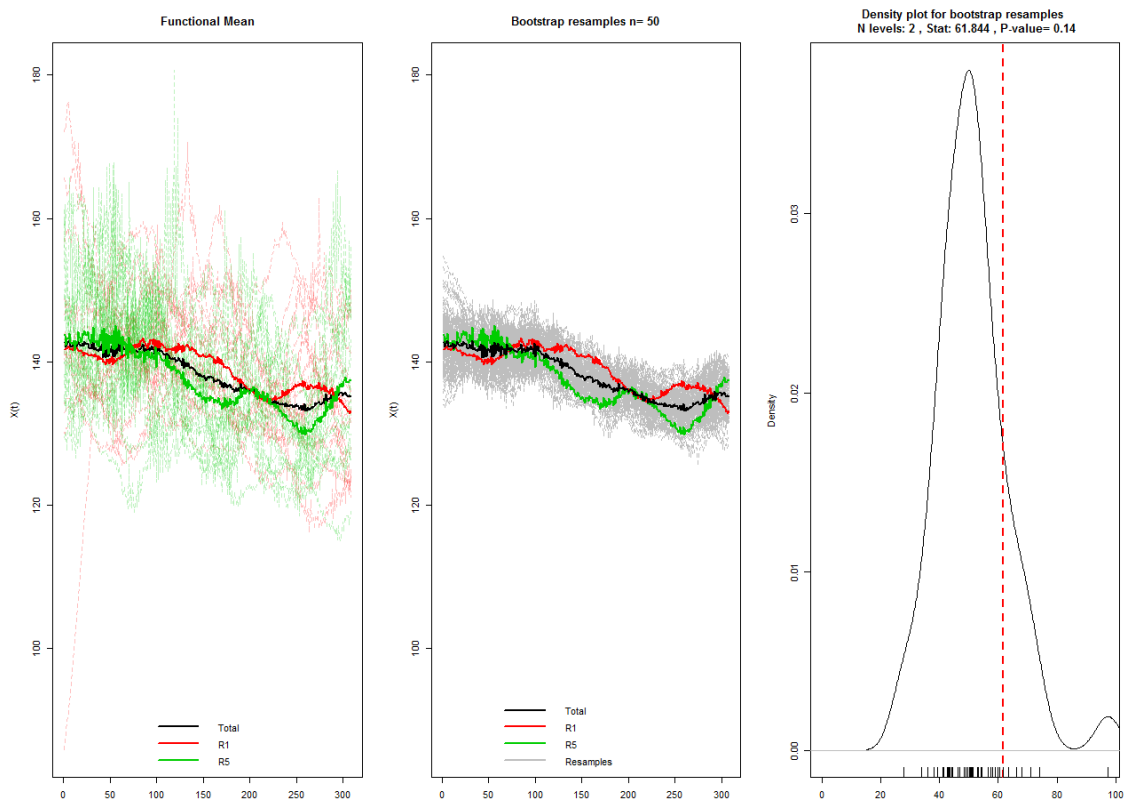 Functional Mean
X(t)
180
160
140
120
100
0 50 100 150 200 250 300
Total
R1
R5
Bootstrap resamples n= 50
X(t)
180
160
140
120
100
0 50 100 150 200 250 300
Total
R1
R5
Resamples
Density plot for bootstrap resamples
N levels: 2 , Stat: 61.844 , P-value= 0.14
Density
0.03
0.02
0.01
0.00
0 20 40 60 80 100